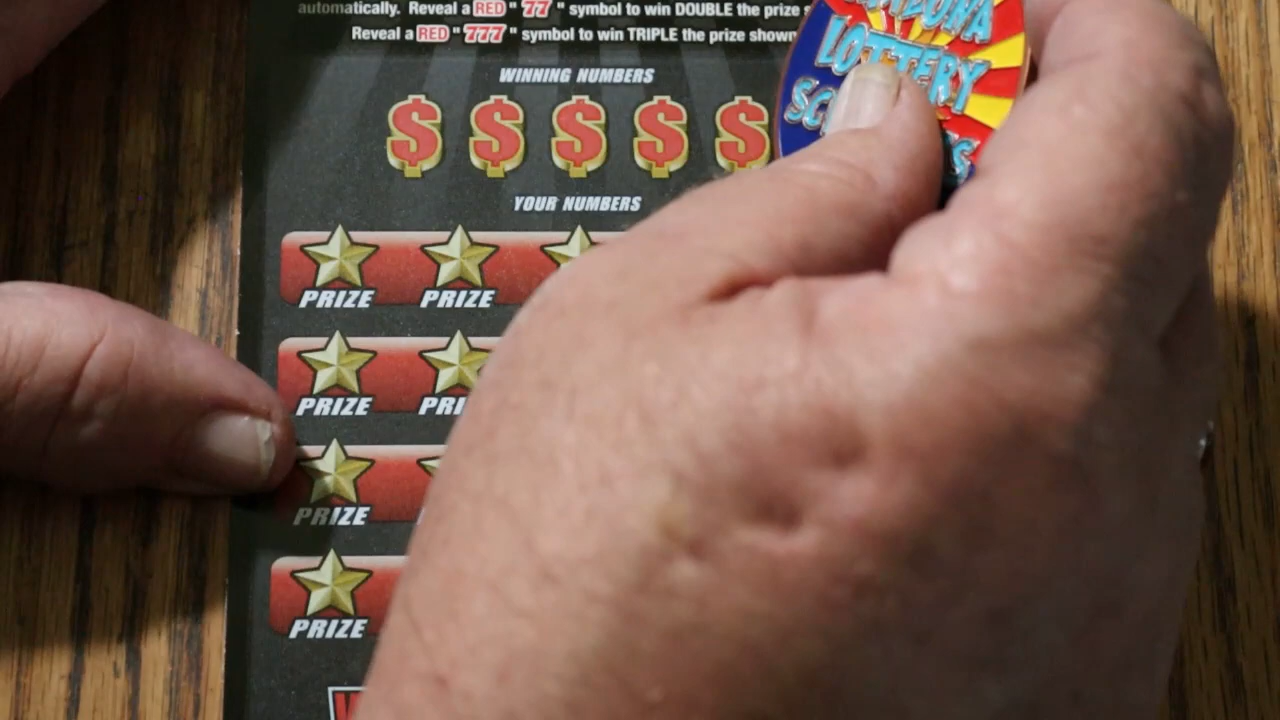 automatically. Reveal a RED " 77 " symbol to win DOUBLE the prize
Reveal a RED " 777 " symbol to win TRIPLE the prize shown
WINNING NUMBERS
$ $ $ $ $
YOUR NUMBERS
PRIZE PRIZE
PRIZE
PRIZE
PRIZE
LOTTERY